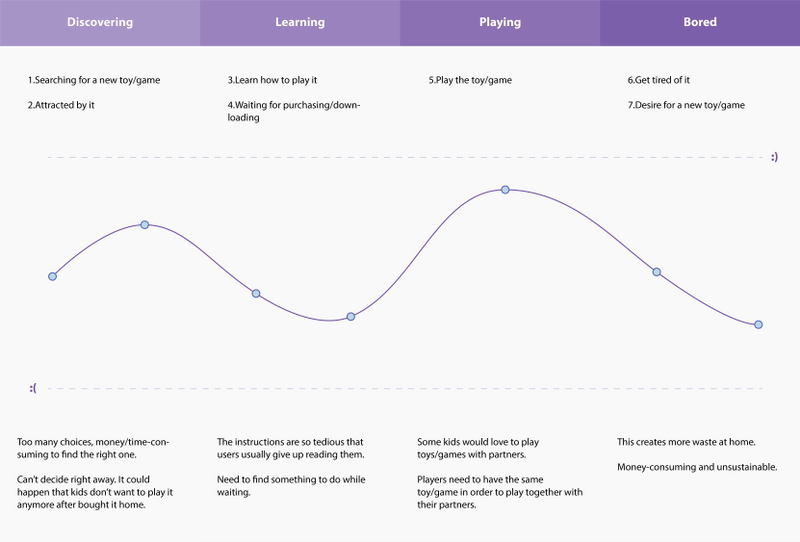 Discovering
Learning
Playing
Bored
1.Searching for a new toy/game
2.Attracted by it
3.Learn how to play it
4.Waiting for purchasing/down-
loading
5.Play the toy/game
6.Get tired of it
7.Desire for a new toy/game
:)
:(
Too many choices, money/time-con-
suming to find the right one.
Can't decide right away. It could
happen that kids don't want to play it
anymore after bought it home.
The instructions are so tedious that
users usually give up reading them.
Need to find something to do while
waiting.
Some kids would love to play
toys/games with partners.
Players need to have the same
toy/game in order to play together with
their partners.
This creates more waste at home.
Money-consuming and unsustainable.